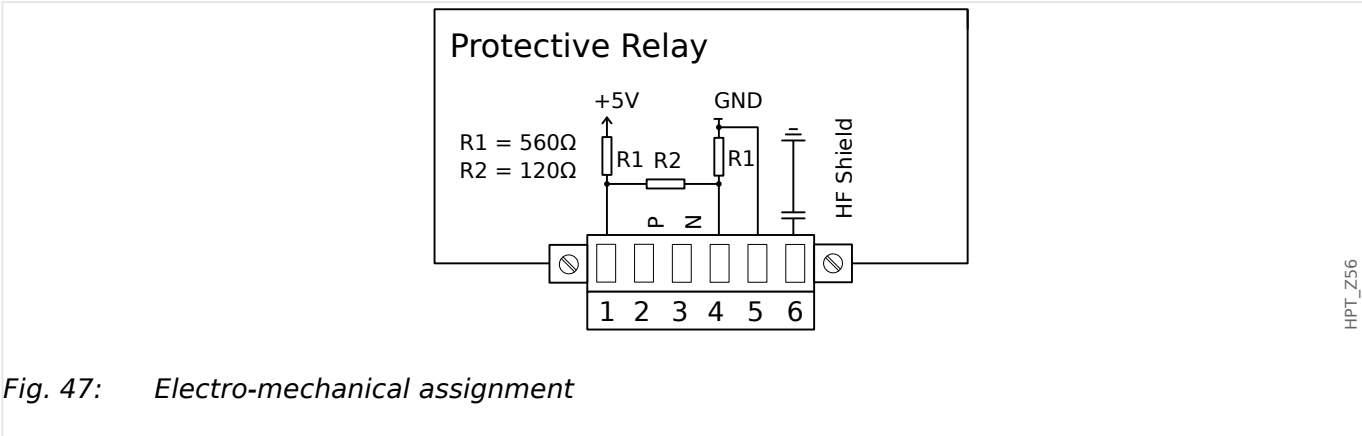 Protective Relay
+5V GND
R1 = 560Ω
R2 = 120Ω
R1 R2 R1
HF Shield
P N
1 2 3 4 5 6
HPT_Z56
Fig. 47: Electro-mechanical assignment